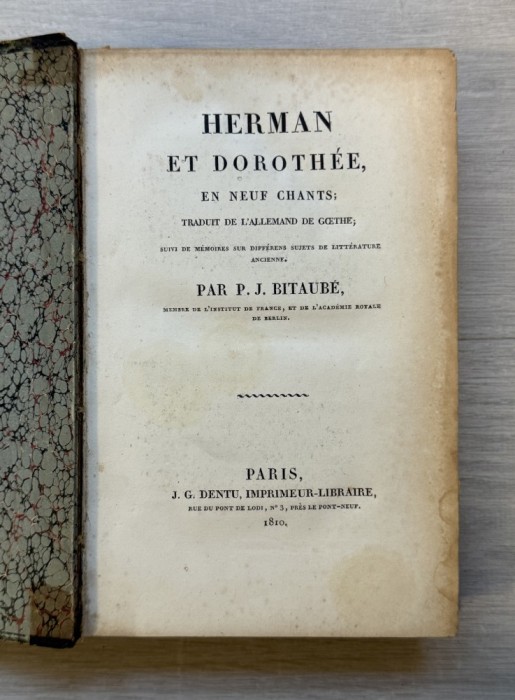 HERMAN
ET DOROTHÉE,
EN NEUF CHANTS;
TRADUIT DE L'ALLEMAND DE GŒTHE;
SUIVI DE MÉMOIRES SUR DIFFÉRENS SUJETS DE LITTÉRATURE
ANCIENNE.
PAR P. J. BITAUBÉ,
MEMBRE DE L'INSTITUT DE FRANCE, ET DE L'ACADÉMIE ROYALE
DE BERLIN.
PARIS,
J. G. DENTU, IMPRIMEUR-LIBRAIRE,
RUE DU PONT DE LODI, N° 3, PRÈS LE PONT-NEUF.
1810.